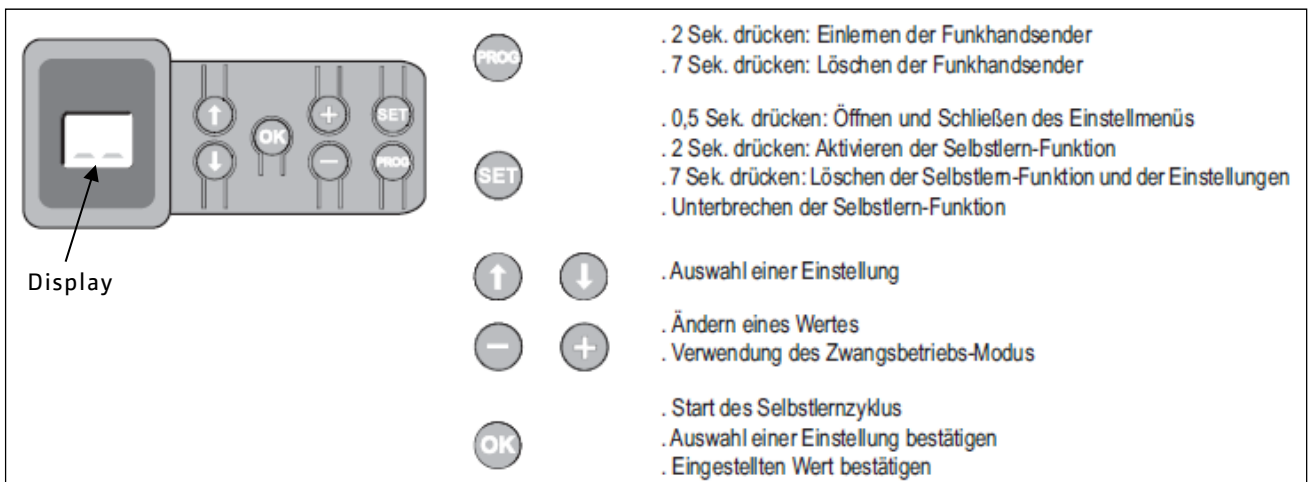 SET
OK
PROG
Display
PROG
. 2 Sek. drücken: Einlernen der Funkhandsender
. 7 Sek. drücken: Löschen der Funkhandsender
SET
. 0,5 Sek. drücken: Öffnen und Schließen des Einstellmenüs
. 2 Sek. drücken: Aktivieren der Selbstlern-Funktion
. 7 Sek. drücken: Löschen der Selbstlern-Funktion und der Einstellungen
. Unterbrechen der Selbstlern-Funktion
. Auswahl einer Einstellung
. Ändern eines Wertes
. Verwendung des Zwangsbetriebs-Modus
OK
. Start des Selbstlernzyklus
. Auswahl einer Einstellung bestätigen
. Eingestellten Wert bestätigen